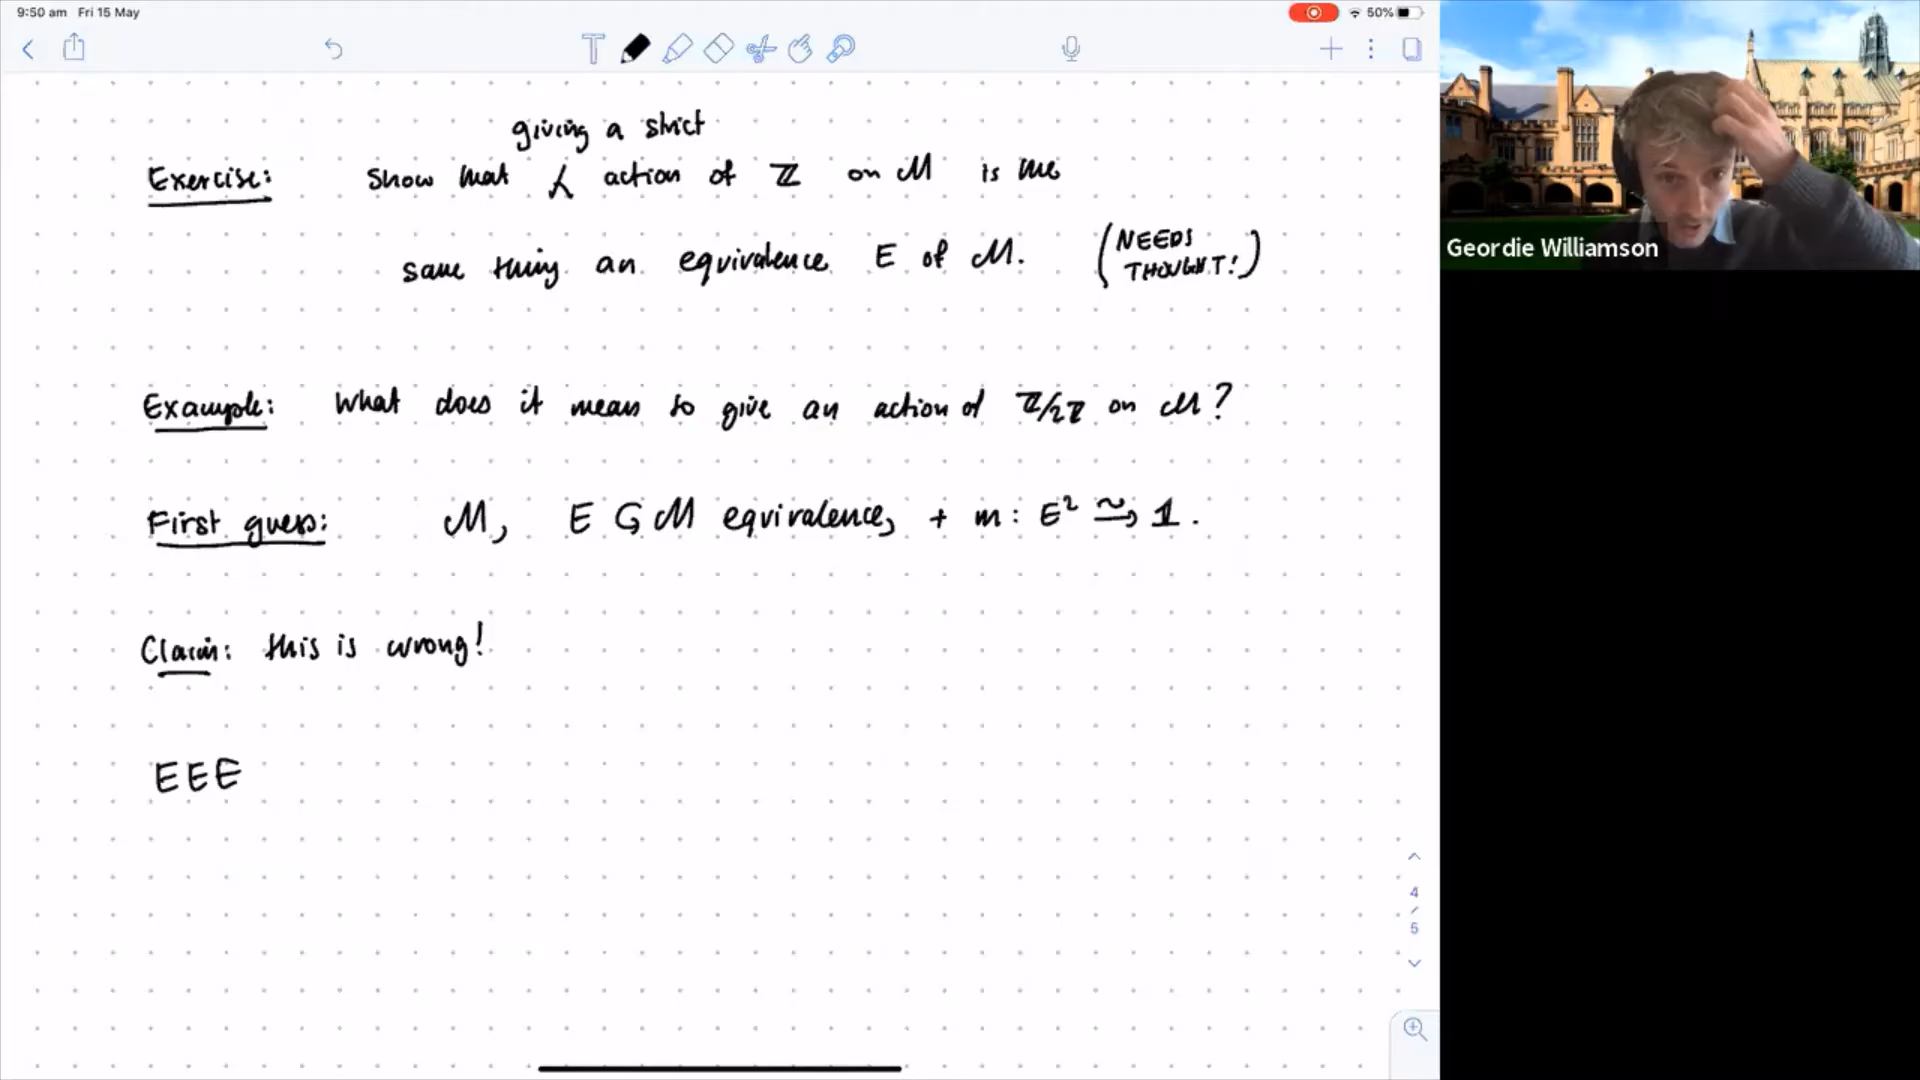 9:50 am Fri 15 May
50%
giving a strict
Exercise: Show that ⅄ action of ℤ on M is the
same thing an equivalence E of M. (NEEDS THOUGHT!)
Example: What does it mean to give an action of ℤ/2ℤ on M?
First guess: M, E G M equivalence, + m: E² ⥲ 1.
Claim: this is wrong!
EEE
4
/
5
Geordie Williamson